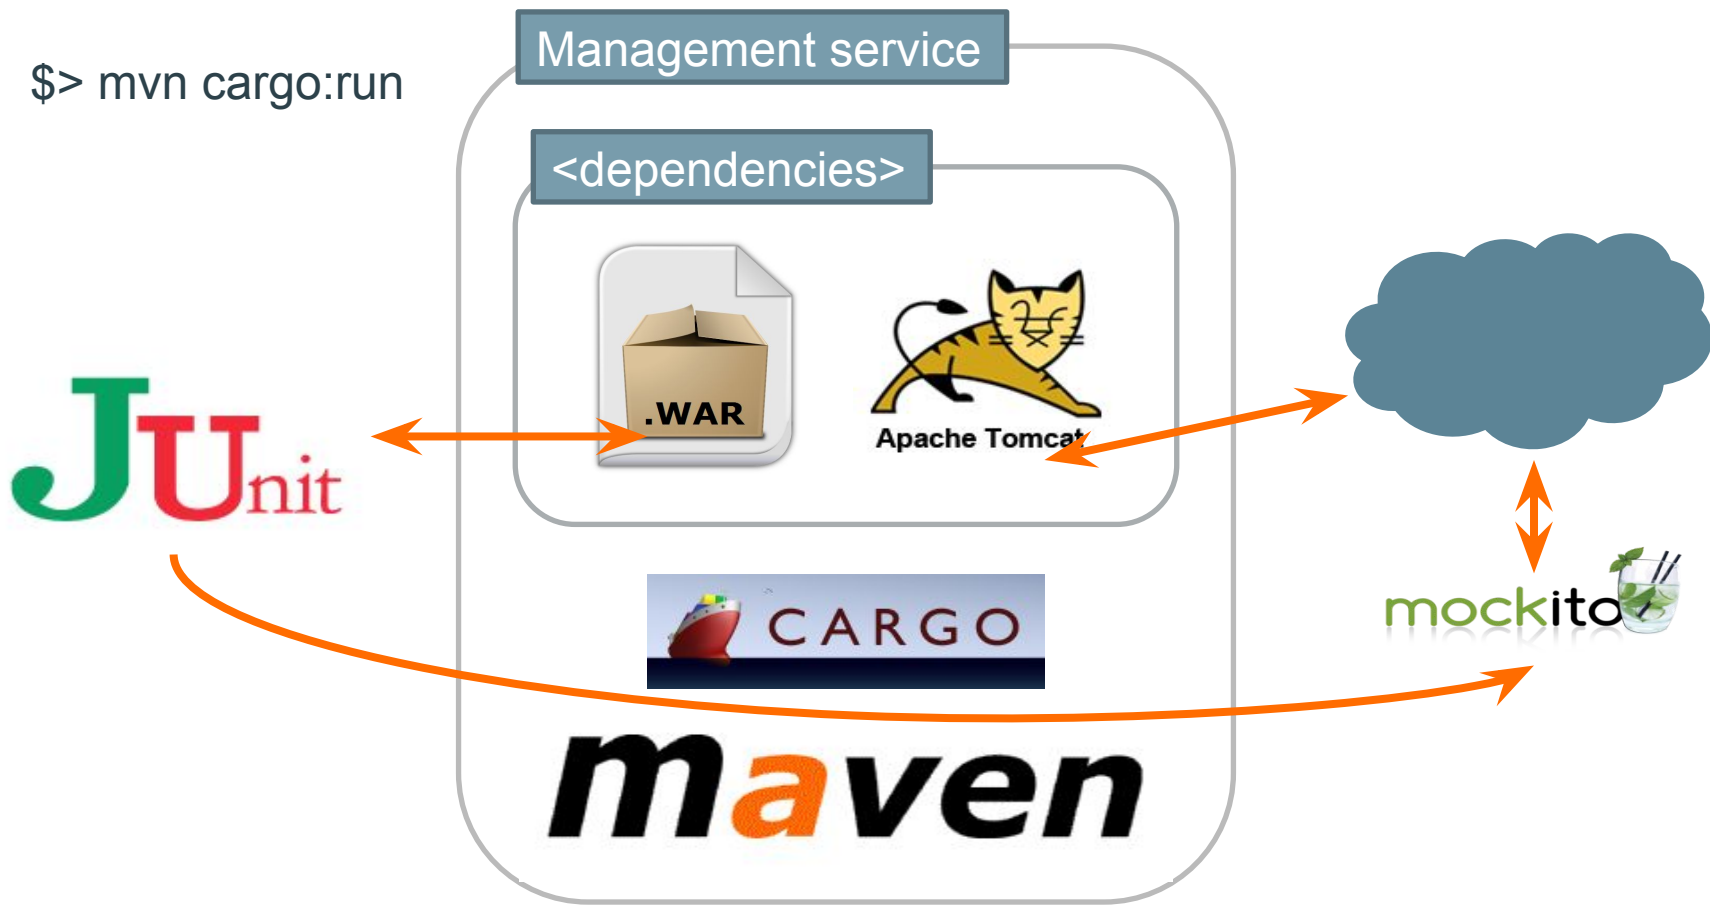 Management service
$> mvn cargo:run
<dependencies>
.WAR
Apache Tomcat
JUnit
CARGO
mockito
maven